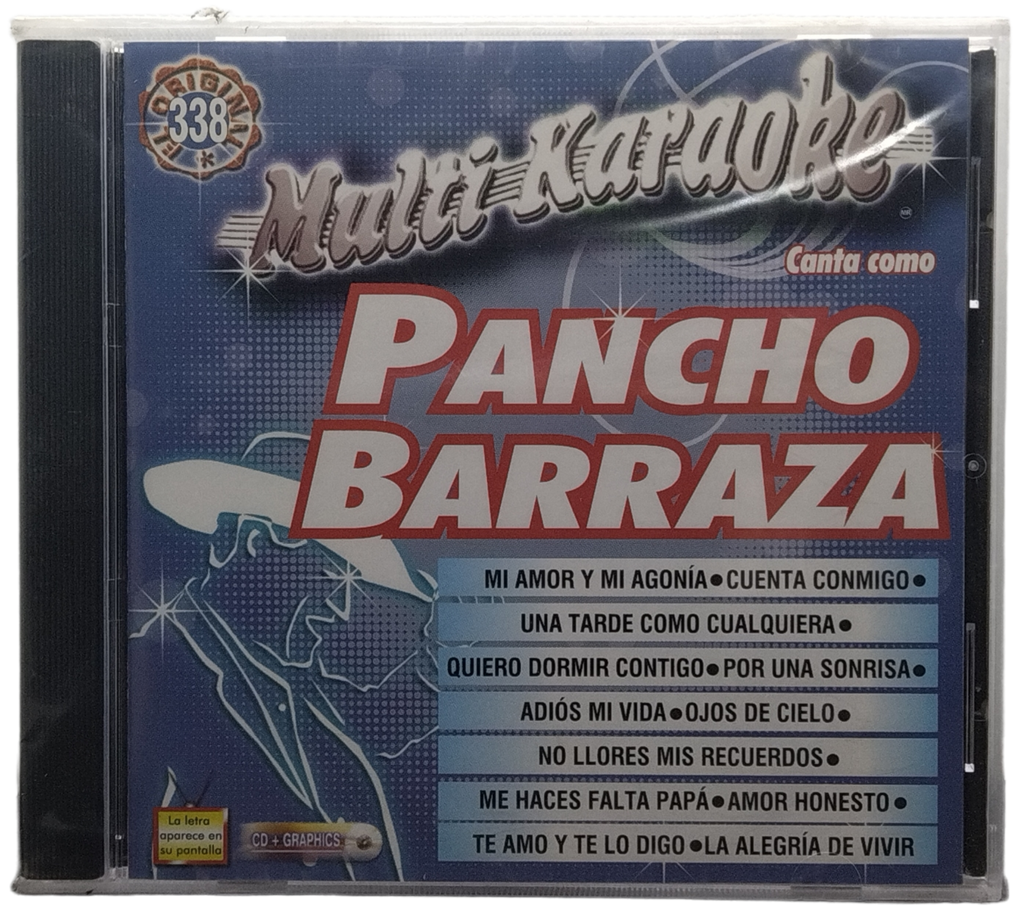 EL ORIGINAL *
338
Multi Karaoke
MR
Canta como
PANCHO
BARRAZA
MI AMOR Y MI AGONÍA●CUENTA CONMIGO●
UNA TARDE COMO CUALQUIERA●
QUIERO DORMIR CONTIGO●POR UNA SONRISA●
ADIÓS MI VIDA●OJOS DE CIELO●
NO LLORES MIS RECUERDOS●
ME HACES FALTA PAPÁ●AMOR HONESTO●
TE AMO Y TE LO DIGO●LA ALEGRÍA DE VIVIR
La letra
aparece en
su pantalla
CD + GRAPHICS